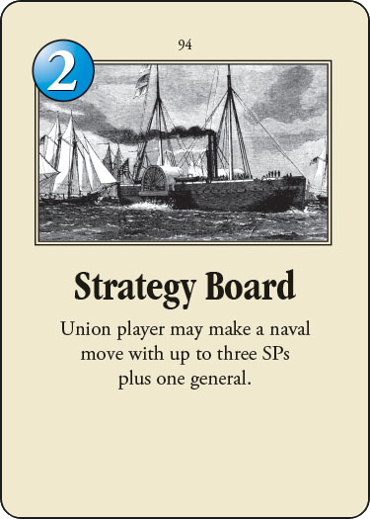 94
2
Strategy Board
Union player may make a naval
move with up to three SPs
plus one general.